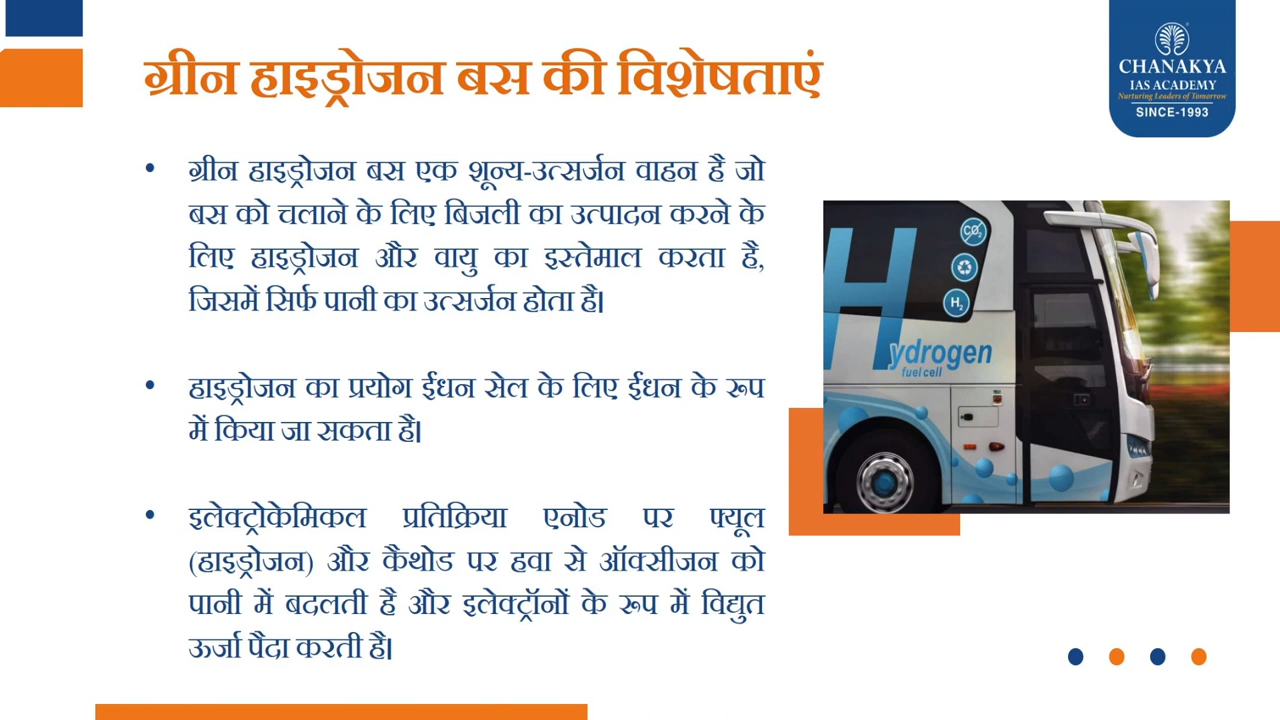 ग्रीन हाइड्रोजन बस की विशेषताएं
CHANAKYA
IAS ACADEMY
Nurturing Leaders of Tomorrow
SINCE-1993
• ग्रीन हाइड्रोजन बस एक शून्य-उत्सर्जन वाहन है जो
बस को चलाने के लिए बिजली का उत्पादन करने के
लिए हाइड्रोजन और वायु का इस्तेमाल करता है,
जिसमें सिर्फ पानी का उत्सर्जन होता है।
• हाइड्रोजन का प्रयोग ईंधन सेल के लिए ईंधन के रूप
में किया जा सकता है।
• इलेक्ट्रोकेमिकल प्रतिक्रिया एनोड पर फ्यूल
(हाइड्रोजन) और कैथोड पर हवा से ऑक्सीजन को
पानी में बदलती है और इलेक्ट्रॉनों के रूप में विद्युत
ऊर्जा पैदा करती है।
CO2
H2
Hydrogen
fuel cell